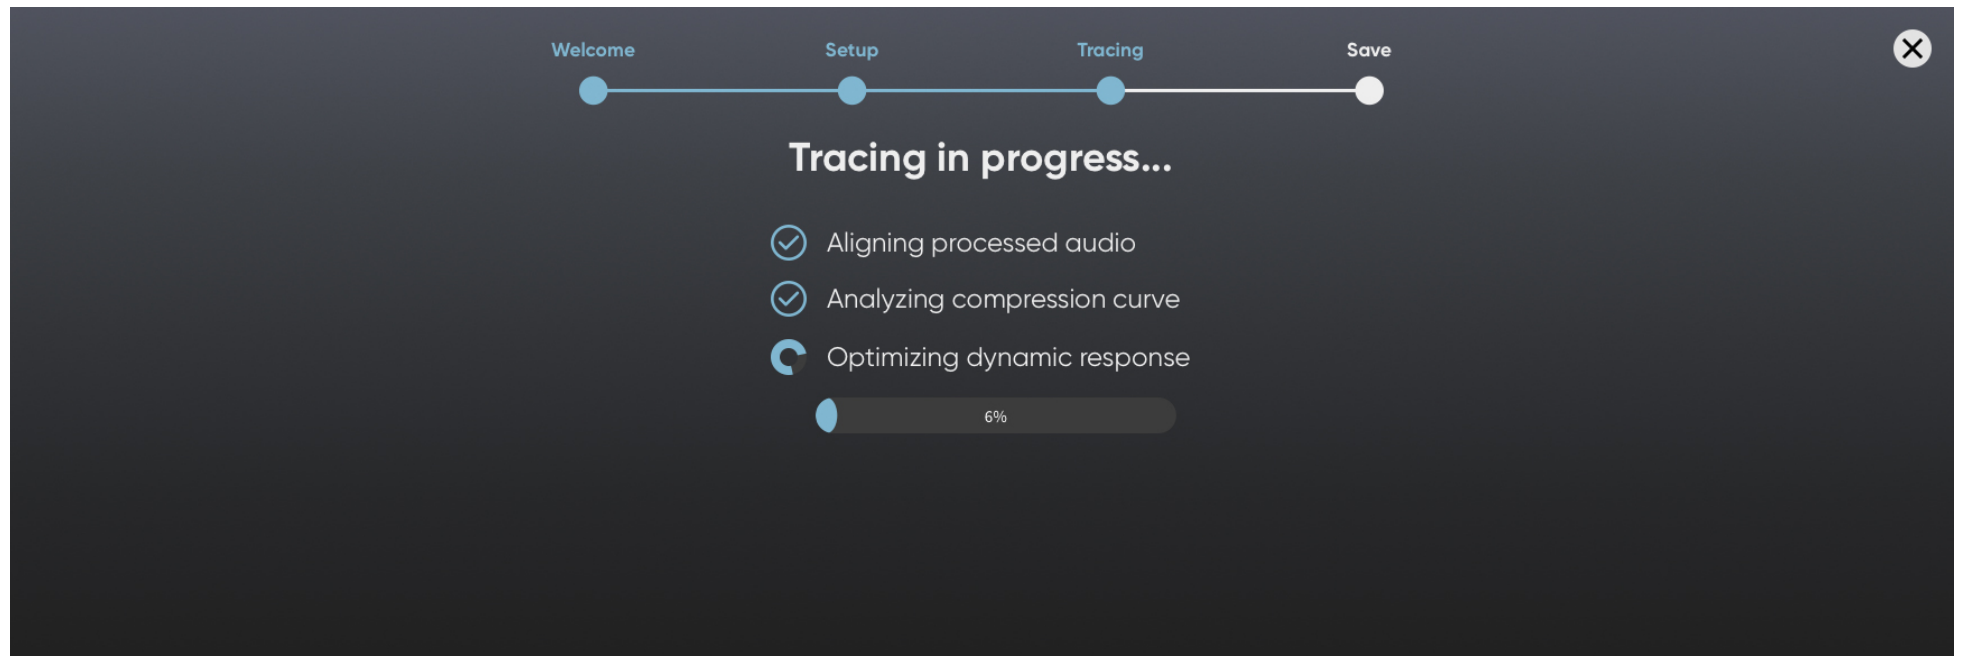 Welcome Setup Tracing Save
Tracing in progress...
Aligning processed audio
Analyzing compression curve
Optimizing dynamic response
6%